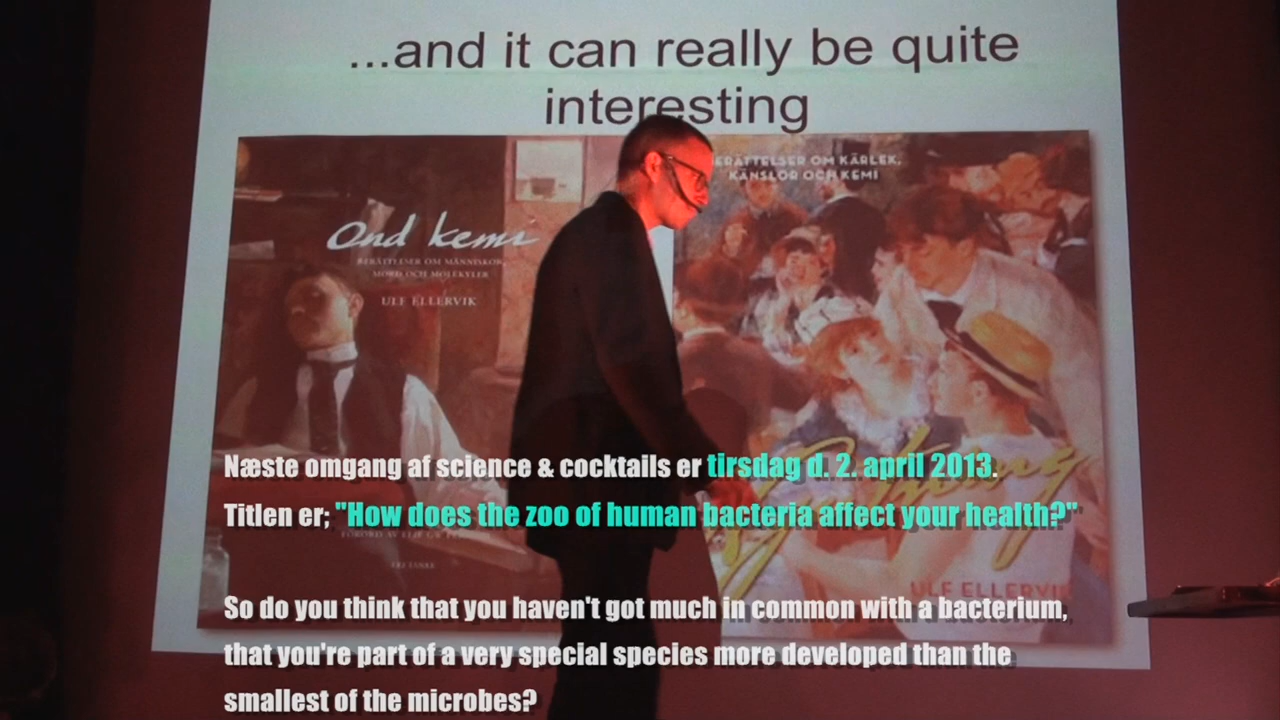 ...and it can really be quite
interesting
BERÄTTELSER OM KÄRLEK,
KÄNSLOR OCH KEMI
Ond kemi
BERÄTTELSER OM MÄNNISKOR,
MORD OCH MOLEKYLER
ULF ELLERVIK
Næste omgang af science & cocktails er tirsdag d. 2. april 2013.
Titlen er; "How does the zoo of human bacteria affect your health?"
FÖRORD AV
ULF ELLERVIK
So do you think that you haven't got much in common with a bacterium,
that you're part of a very special species more developed than the
smallest of the microbes?